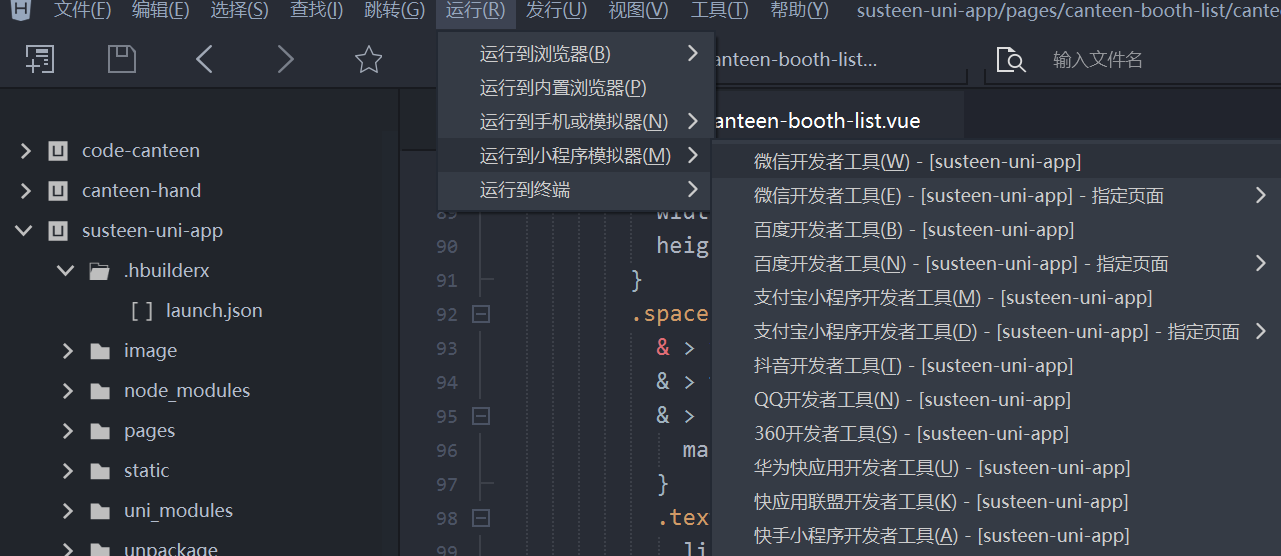 文件(F) 编辑(E) 选择(S) 查找(I) 跳转(G) 运行(R) 发行(U) 视图(V) 工具(T) 帮助(Y) susteen-uni-app/pages/canteen-booth-list/cante
运行到浏览器(B)
运行到内置浏览器(P)
运行到手机或模拟器(N)
运行到小程序模拟器(M)
运行到终端
anteen-booth-list...
输入文件名
anteen-booth-list.vue
code-canteen
canteen-hand
susteen-uni-app
.hbuilderx
[ ] launch.json
image
node_modules
pages
static
uni_modules
unpackage
89 widt
90 heig
91 }
92 .space
93 & >
94 & >
95 & >
96 ma
97 }
98 .tex
99 li
微信开发者工具(W) - [susteen-uni-app]
微信开发者工具(E) - [susteen-uni-app] - 指定页面
百度开发者工具(B) - [susteen-uni-app]
百度开发者工具(N) - [susteen-uni-app] - 指定页面
支付宝小程序开发者工具(M) - [susteen-uni-app]
支付宝小程序开发者工具(D) - [susteen-uni-app] - 指定页面
抖音开发者工具(T) - [susteen-uni-app]
QQ开发者工具(N) - [susteen-uni-app]
360开发者工具(S) - [susteen-uni-app]
华为快应用开发者工具(U) - [susteen-uni-app]
快应用联盟开发者工具(K) - [susteen-uni-app]
快手小程序开发者工具(A) - [susteen-uni-app]